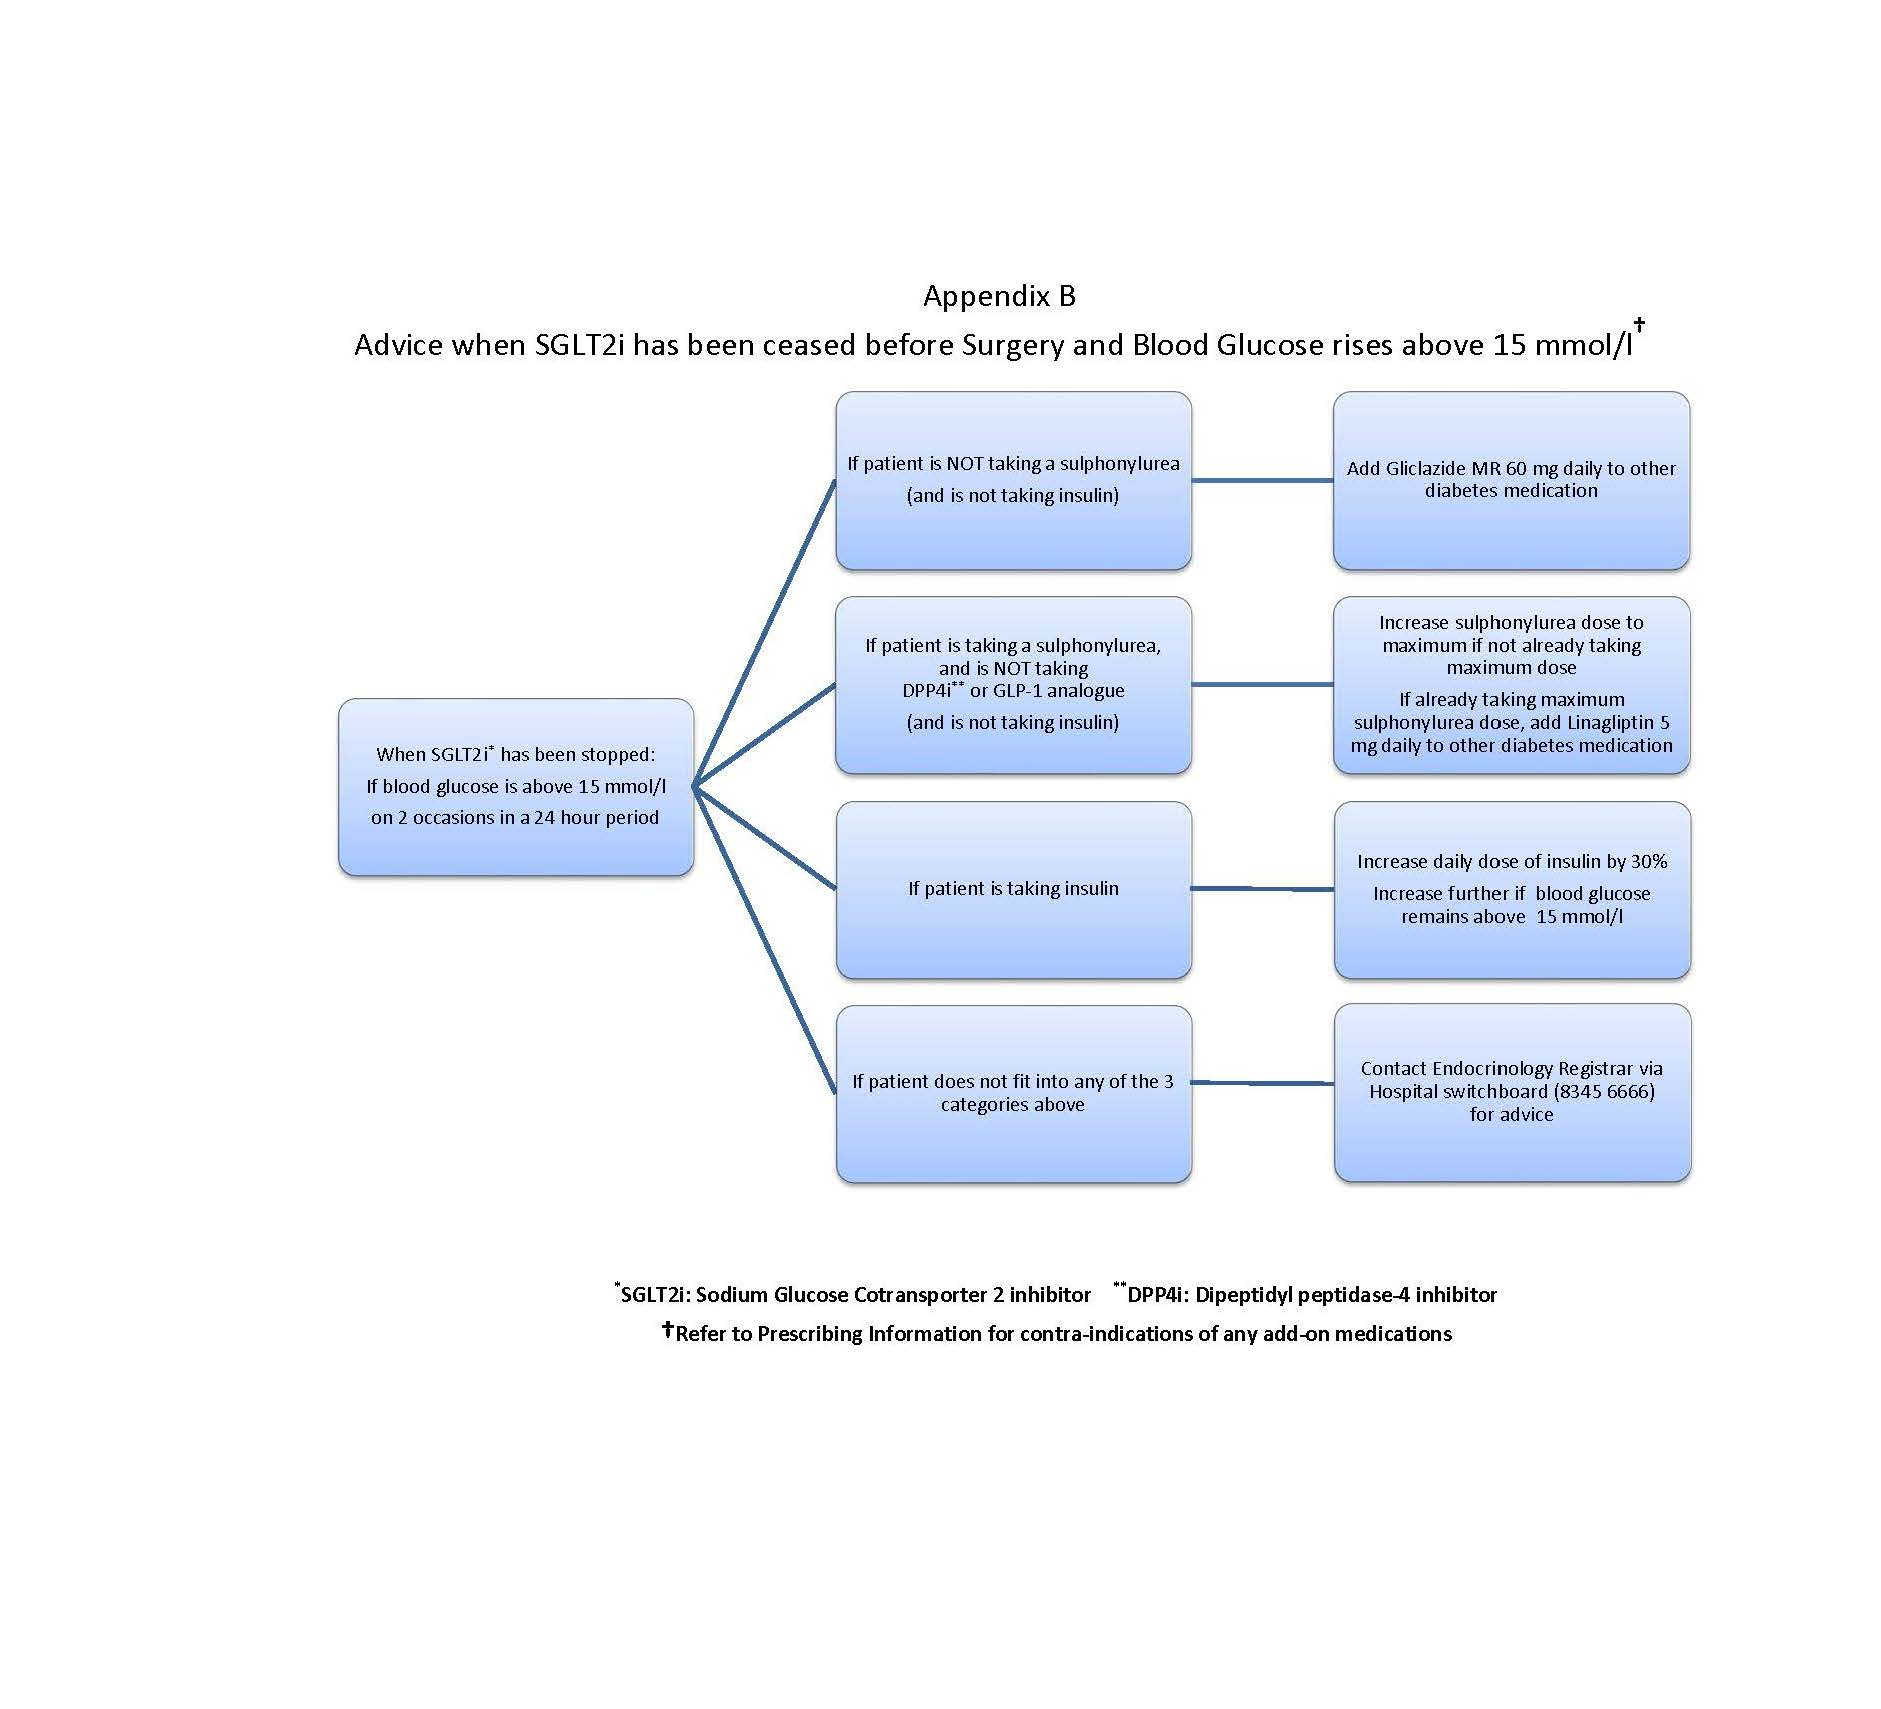 Appendix B
Advice when SGLT2i has been ceased before Surgery and Blood Glucose rises above 15 mmol/l†
When SGLT2i* has been stopped:
If blood glucose is above 15 mmol/l
on 2 occasions in a 24 hour period
If patient is NOT taking a sulphonylurea
(and is not taking insulin)
Add Gliclazide MR 60 mg daily to other
diabetes medication
If patient is taking a sulphonylurea,
and is NOT taking
DPP4i** or GLP-1 analogue
(and is not taking insulin)
Increase sulphonylurea dose to
maximum if not already taking
maximum dose
If already taking maximum
sulphonylurea dose, add Linagliptin 5
mg daily to other diabetes medication
If patient is taking insulin
Increase daily dose of insulin by 30%
Increase further if blood glucose
remains above 15 mmol/l
If patient does not fit into any of the 3
categories above
Contact Endocrinology Registrar via
Hospital switchboard (8345 6666)
for advice
*SGLT2i: Sodium Glucose Cotransporter 2 inhibitor **DPP4i: Dipeptidyl peptidase-4 inhibitor
†Refer to Prescribing Information for contra-indications of any add-on medications